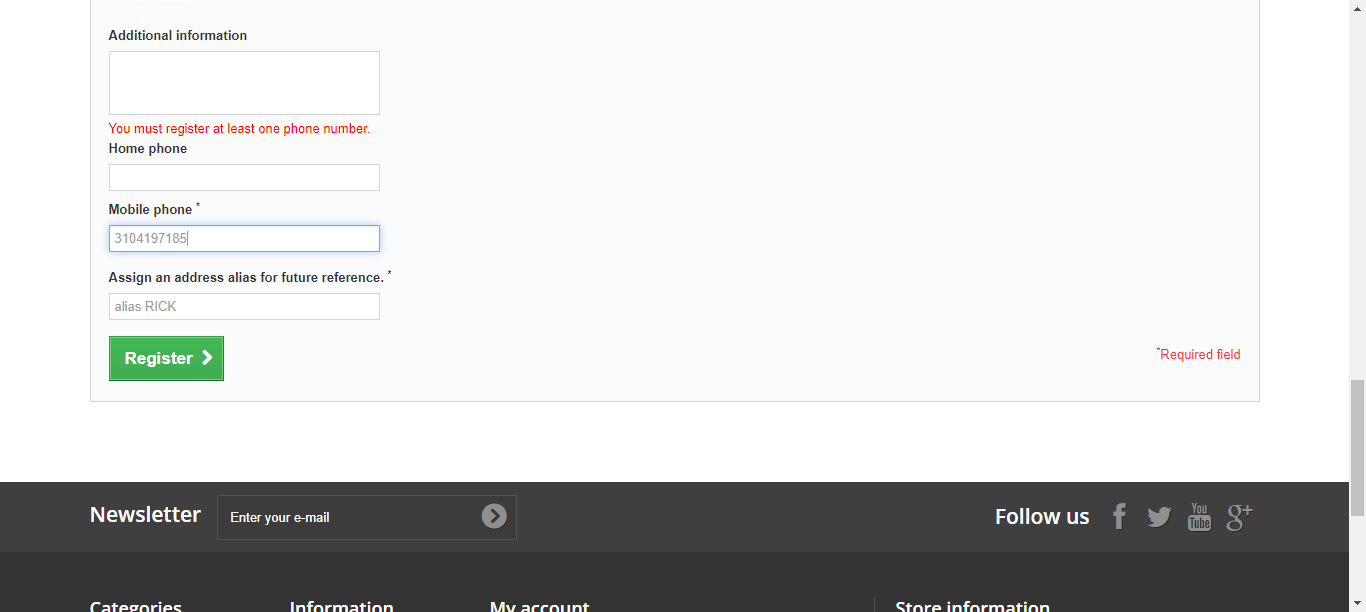 Additional information
You must register at least one phone number.
Home phone
Mobile phone *
3104197185
Assign an address alias for future reference. *
alias RICK
Register
*Required field
Newsletter
Enter your e-mail
Follow us
You
Tube
Categories
Information
My account
Store information